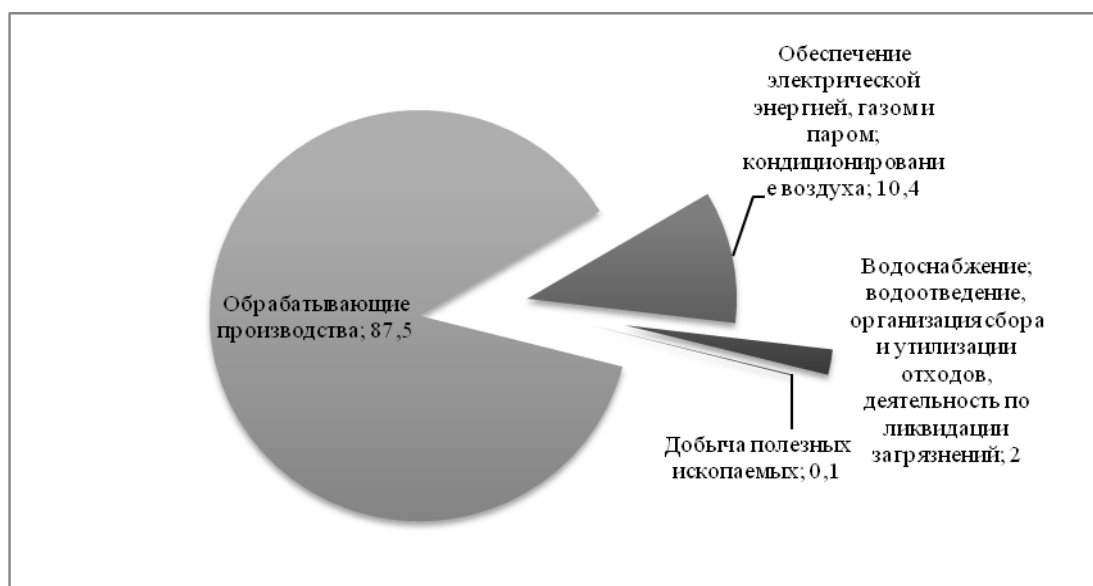 Обеспечение
электрической
энергией, газом и
паром;
кондиционировани
е воздуха; 10,4
Обрабатывающие
производства; 87,5
Водоснабжение;
водоотведение,
организация сбора
и утилизации
отходов,
деятельность по
ликвидации
загрязнений; 2
Добыча полезных
ископаемых; 0,1